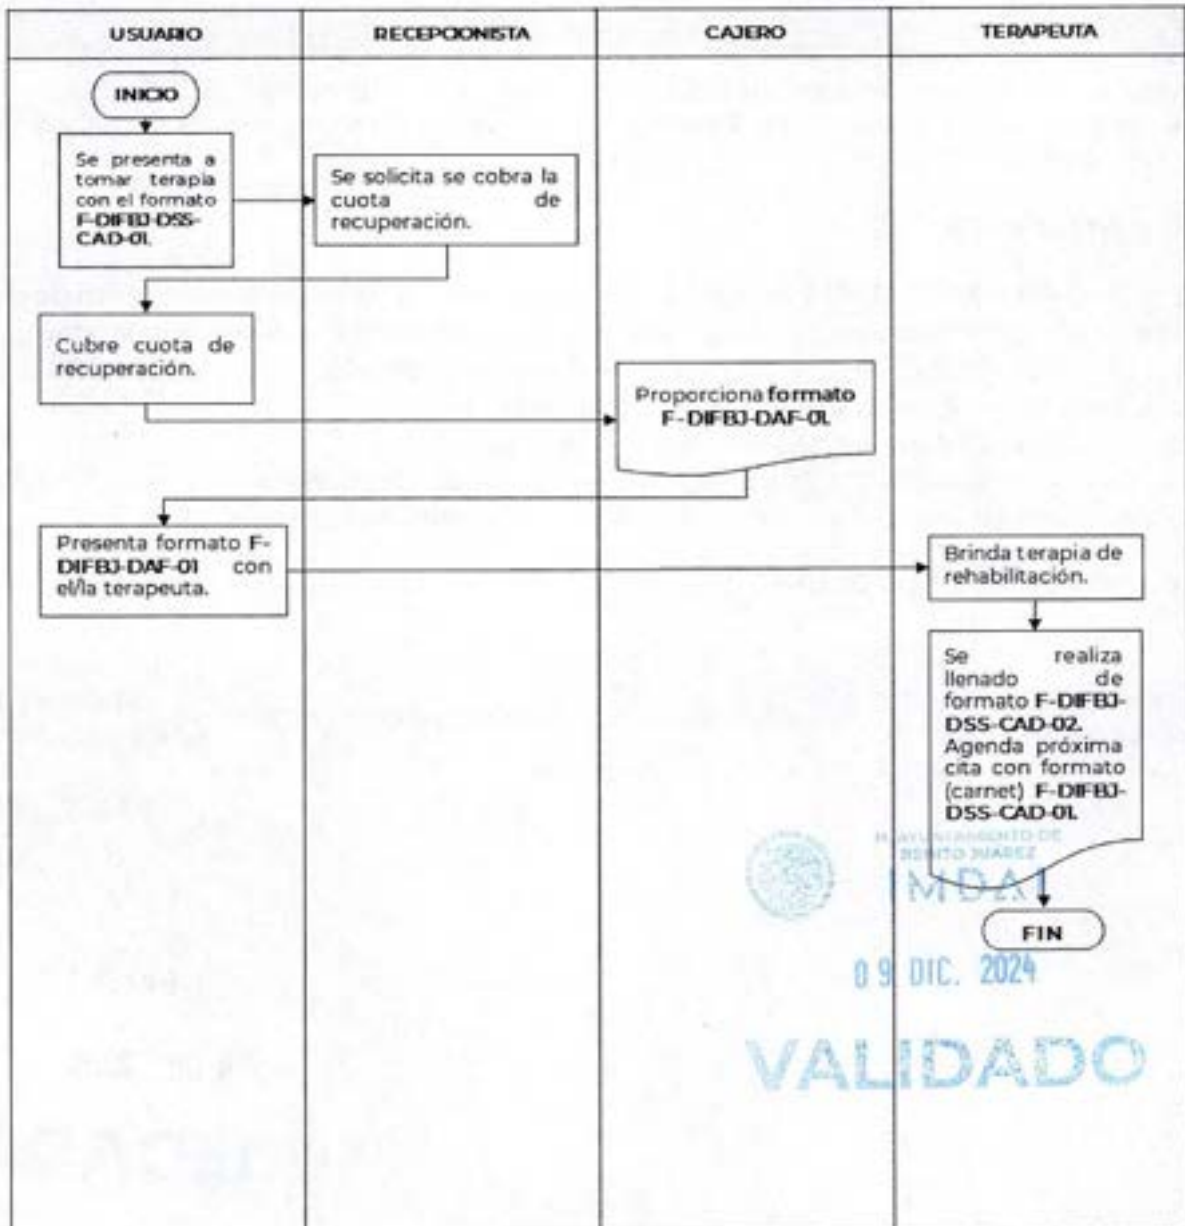 USUARIO
RECEPCIONISTA
CAJERO
TERAPEUTA
INICIO
Se presenta a
tomar terapia
con el formato
F-DIFBJ-DSS-
CAD-01.
Se solicita se cobra la
cuota de
recuperación.
Cubre cuota de
recuperación.
Proporciona formato
F-DIFBJ-DAF-01.
Presenta formato F-
DIFBJ-DAF-01 con
el/la terapeuta.
Brinda terapia de
rehabilitación.
Se realiza
llenado de
formato F-DIFBJ-
DSS-CAD-02.
Agenda próxima
cita con formato
(carnet) F-DIFBJ-
DSS-CAD-01.
H. AYUNTAMIENTO DE
BENITO JUÁREZ
IMDAI
FIN
09 DIC. 2024
VALIDADO